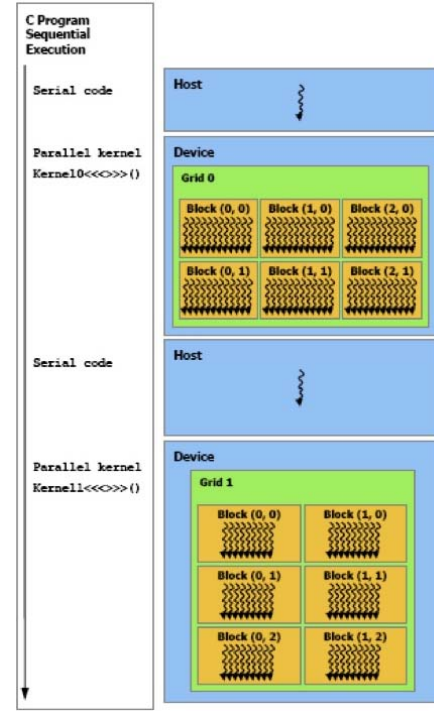 C Program
Sequential
Execution
Serial code
Host
Parallel kernel
Kernel0<<<>>>()
Device
Grid 0
Block (0, 0)
Block (1, 0)
Block (2, 0)
Block (0, 1)
Block (1, 1)
Block (2, 1)
Serial code
Host
Parallel kernel
Kernel1<<<>>>()
Device
Grid 1
Block (0, 0)
Block (1, 0)
Block (0, 1)
Block (1, 1)
Block (0, 2)
Block (1, 2)